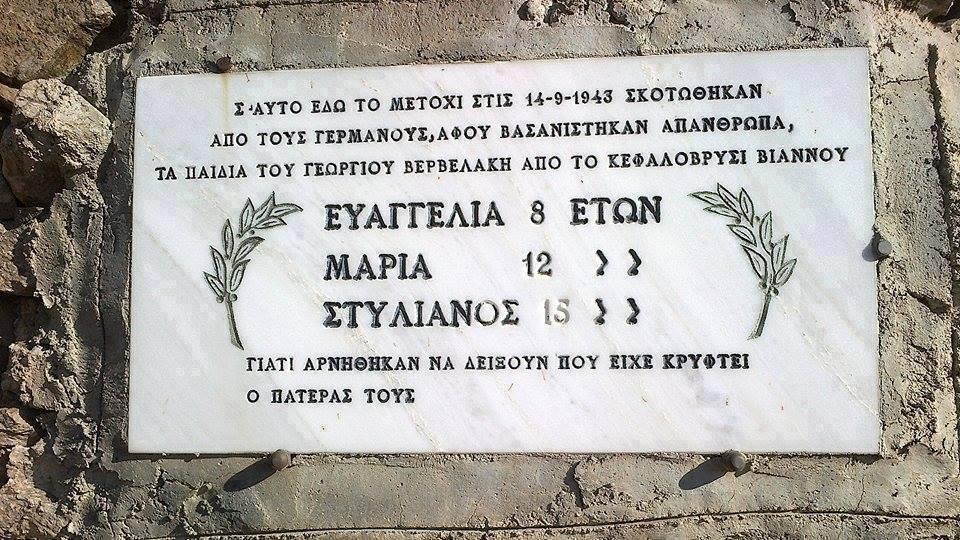 Σ'ΑΥΤΟ ΕΔΩ ΤΟ ΜΕΤΟΧΙ ΣΤΙΣ 14-9-1943 ΣΚΟΤΩΘΗΚΑΝ
ΑΠΟ ΤΟΥΣ ΓΕΡΜΑΝΟΥΣ, ΑΦΟΥ ΒΑΣΑΝΙΣΤΗΚΑΝ ΑΠΑΝΘΡΩΠΑ,
ΤΑ ΠΑΙΔΙΑ ΤΟΥ ΓΕΩΡΓΙΟΥ ΒΕΡΒΕΛΑΚΗ ΑΠΟ ΤΟ ΚΕΦΑΛΟΒΡΥΣΙ ΒΙΑΝΝΟΥ
ΕΥΑΓΓΕΛΙΑ 8 ΕΤΩΝ
ΜΑΡΙΑ 12 » 
ΣΤΥΛΙΑΝΟΣ 15 »
ΓΙΑΤΙ ΑΡΝΗΘΗΚΑΝ ΝΑ ΔΕΙΞΟΥΝ ΠΟΥ ΕΙΧΕ ΚΡΥΦΤΕΙ
Ο ΠΑΤΕΡΑΣ ΤΟΥΣ